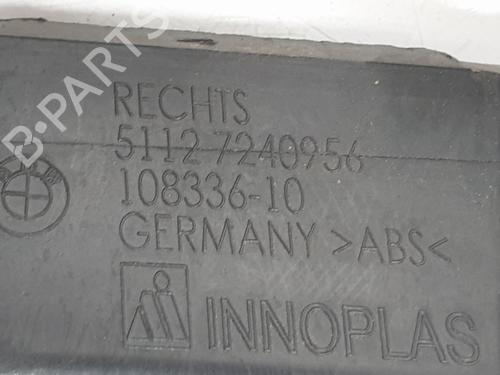 B-PARTS
RECHTS
5112 7240956
108336-10
GERMANY >ABS<
INNOPLAS